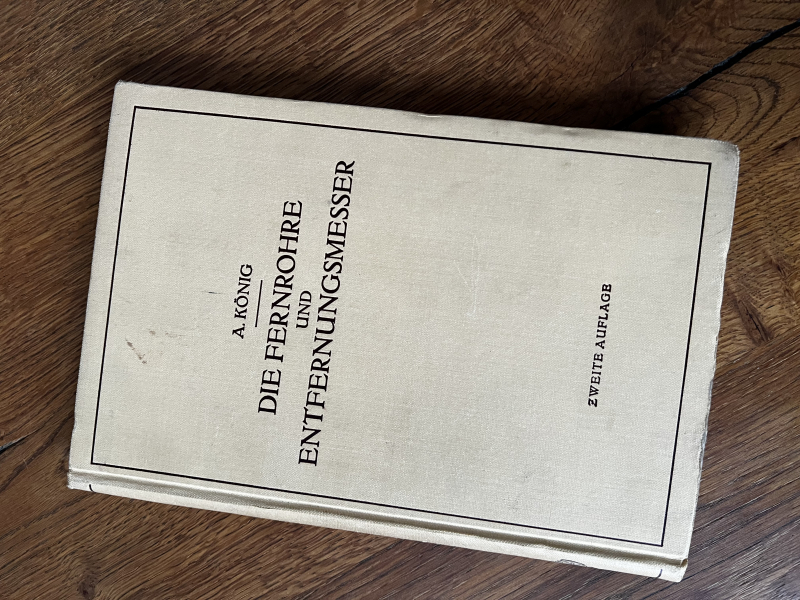 A. KÖNIG
DIE FERNROHRE
UND
ENTFERNUNGSMESSER
ZWEITE AUFLAGE